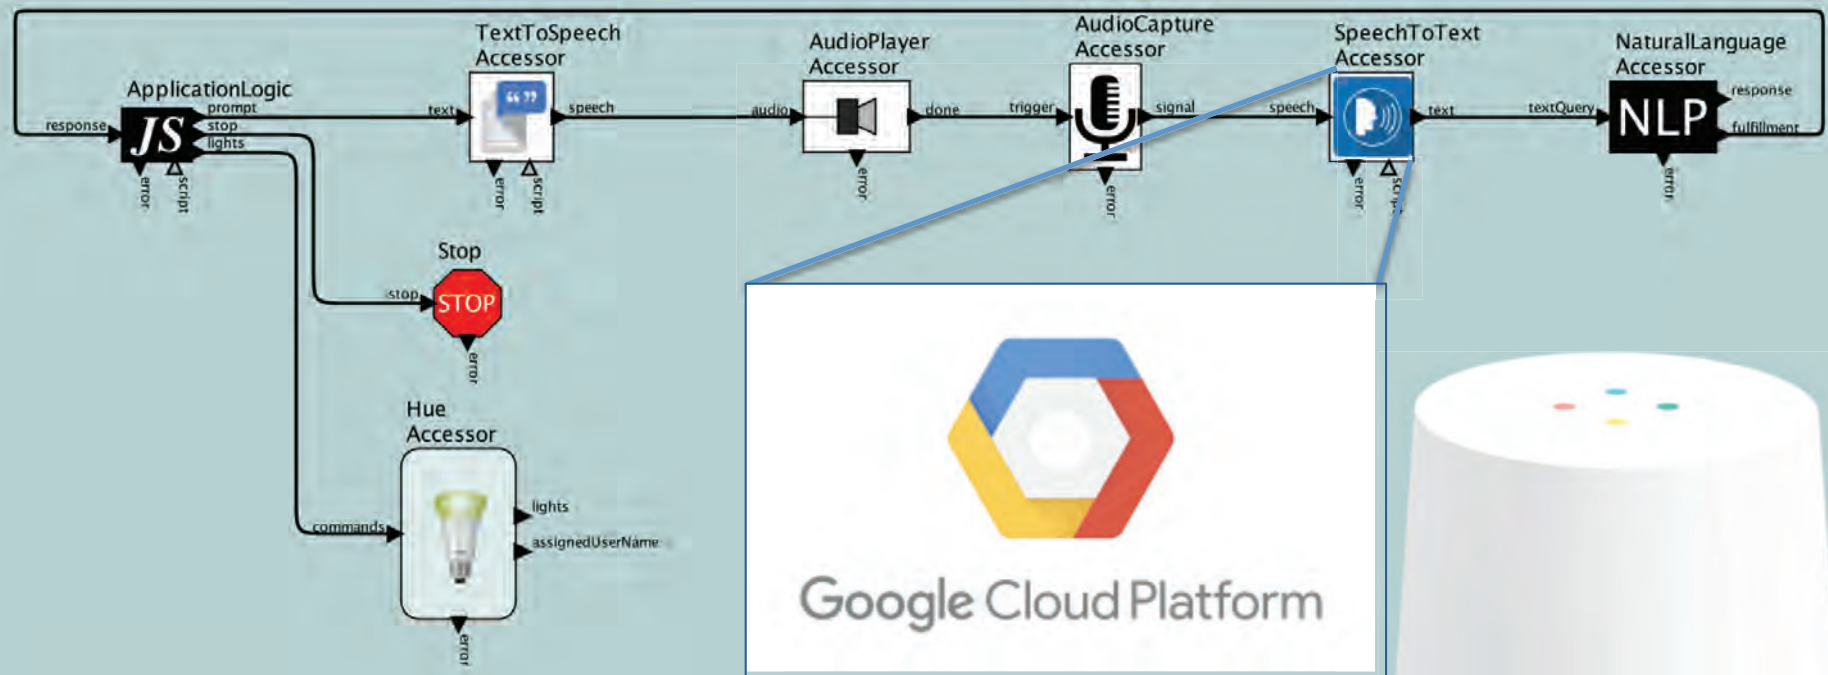 TextToSpeech
Accessor
AudioPlayer
Accessor
AudioCapture
Accessor
SpeechToText
Accessor
NaturalLanguage
Accessor
ApplicationLogic
response
JS
prompt
stop
lights
error
script
text
“ ”
speech
error
script
audio
done
error
trigger
signal
error
speech
text
error
script
textQuery
NLP
response
fulfillment
error
Stop
stop
STOP
error
Hue
Accessor
commands
lights
assignedUserName
error
Google Cloud Platform